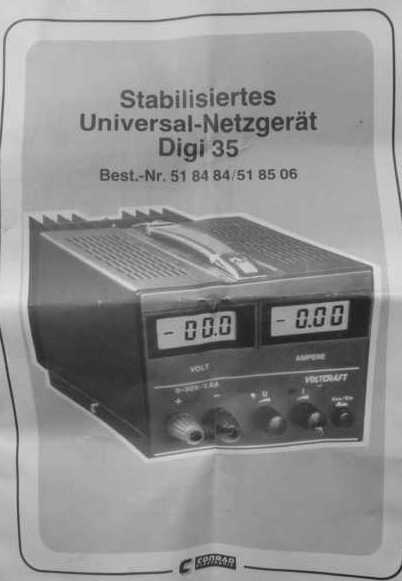 Stabilisiertes
Universal-Netzgerät
Digi 35
Best.-Nr. 51 84 84/51 85 06
- 00.0
- 0.00
VOLT
AMPERE
VOLTCRAFT
+ -
U
I
CONRAD
ELECTRONIC